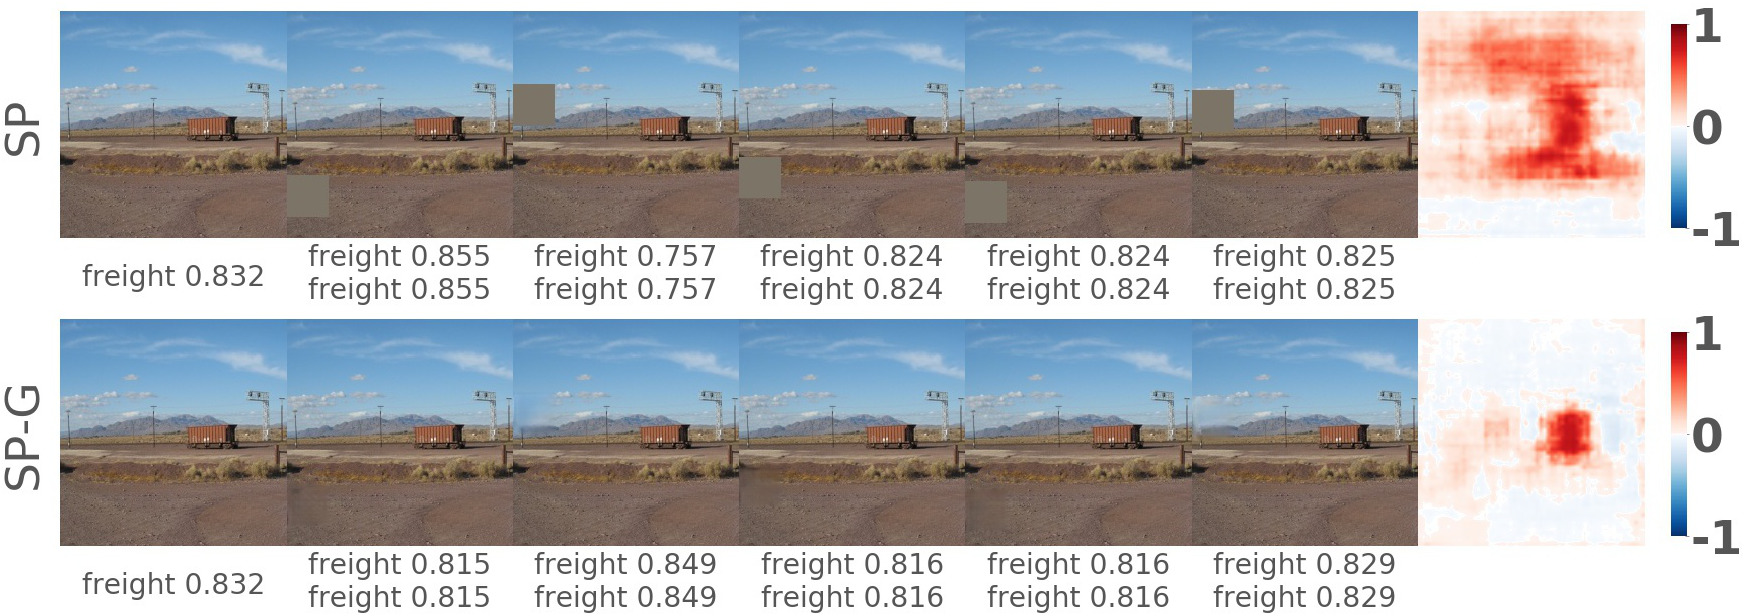 SP
1
0
-1
freight 0.832
freight 0.855
freight 0.855
freight 0.757
freight 0.757
freight 0.824
freight 0.824
freight 0.824
freight 0.824
freight 0.825
freight 0.825
SP-G
1
0
-1
freight 0.832
freight 0.815
freight 0.815
freight 0.849
freight 0.849
freight 0.816
freight 0.816
freight 0.816
freight 0.816
freight 0.829
freight 0.829